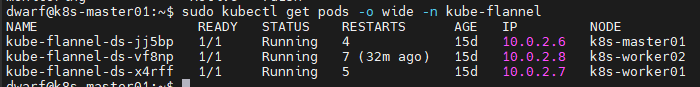 dwarf@k8s-master01:~$ sudo kubectl get pods -o wide -n kube-flannel
NAME READY STATUS RESTARTS AGE IP NODE
kube-flannel-ds-jj5bp 1/1 Running 4 15d 10.0.2.6 k8s-master01
kube-flannel-ds-vf8np 1/1 Running 7 (32m ago) 15d 10.0.2.8 k8s-worker02
kube-flannel-ds-x4rff 1/1 Running 5 15d 10.0.2.7 k8s-worker01
dwarf@k8s-master01:~$